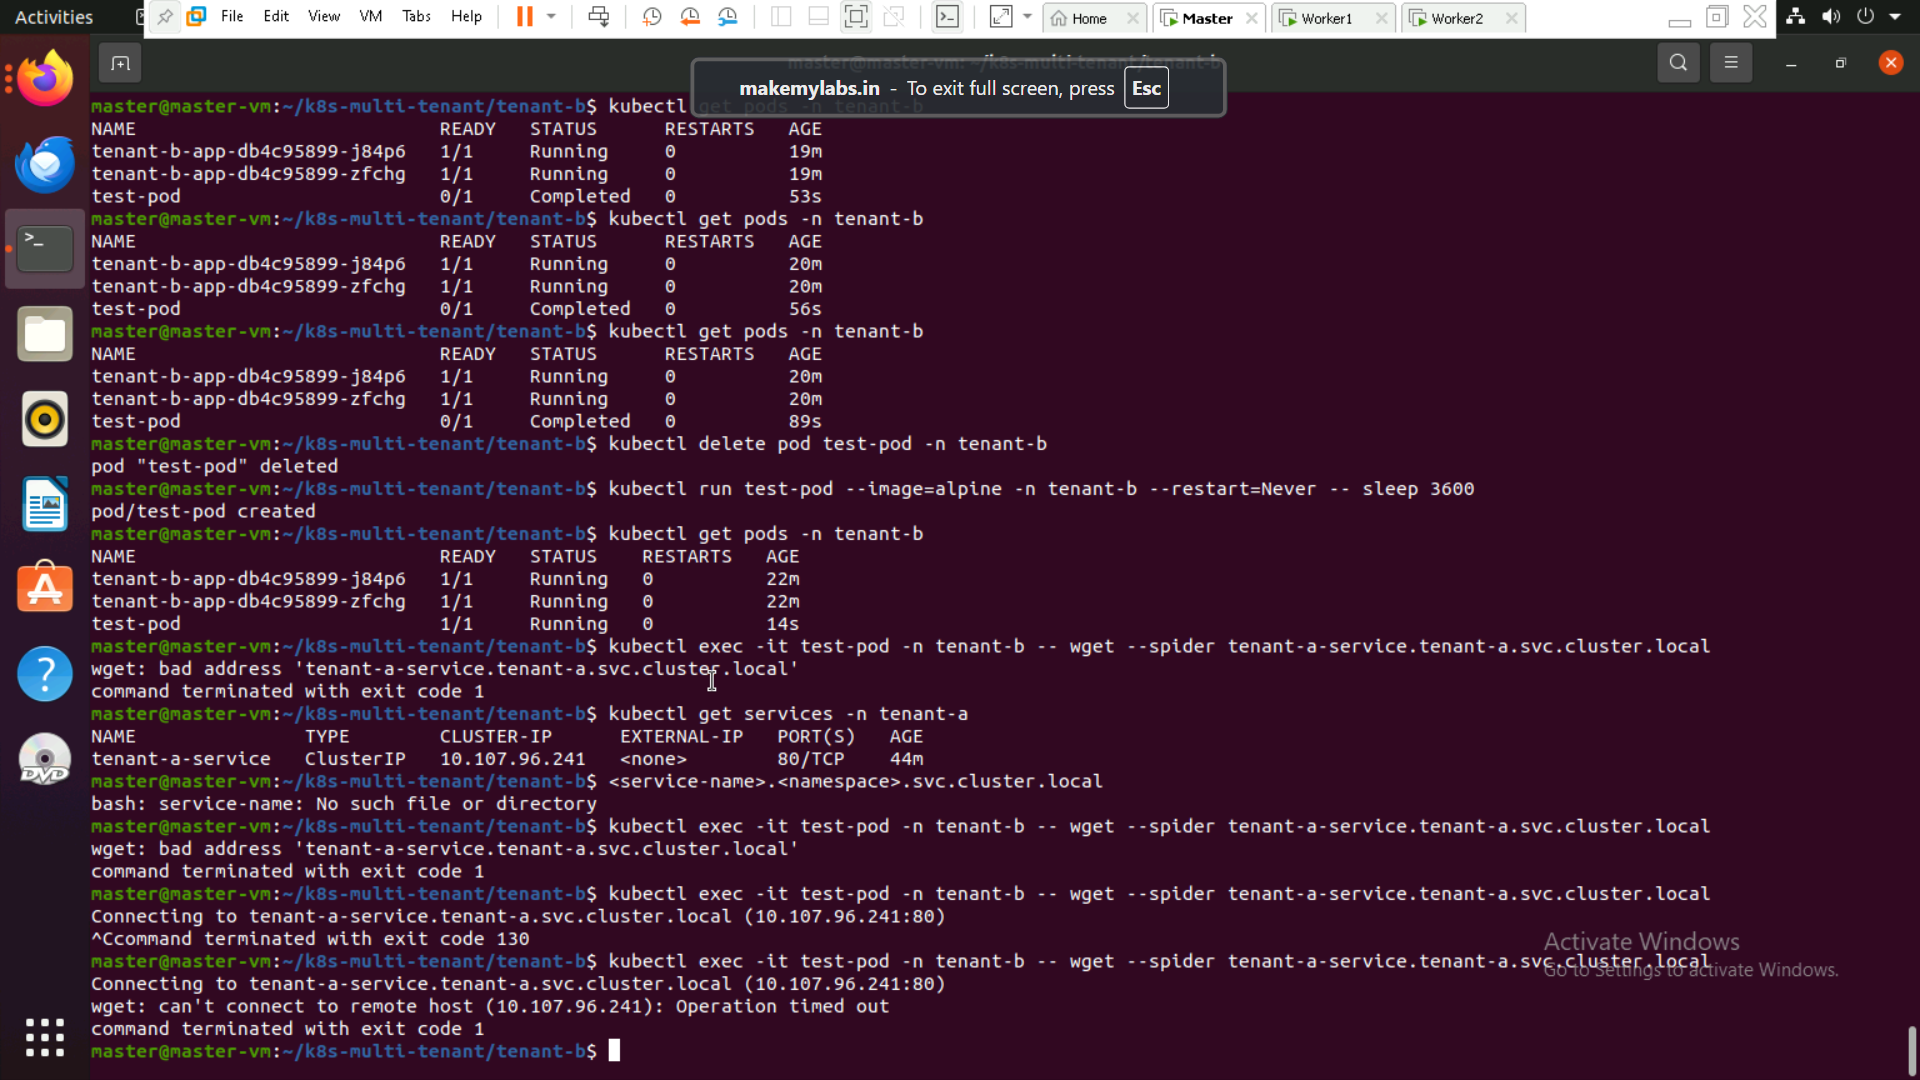 Activities
File Edit View VM Tabs Help
Home Master Worker1 Worker2
master@master-vm: ~/k8s-multi-tenant/tenant-b
makemylabs.in - To exit full screen, press Esc
master@master-vm:~/k8s-multi-tenant/tenant-b$ kubectl get pods -n tenant-b
NAME READY STATUS RESTARTS AGE
tenant-b-app-db4c95899-j84p6 1/1 Running 0 19m
tenant-b-app-db4c95899-zfchg 1/1 Running 0 19m
test-pod 0/1 Completed 0 53s
master@master-vm:~/k8s-multi-tenant/tenant-b$ kubectl get pods -n tenant-b
NAME READY STATUS RESTARTS AGE
tenant-b-app-db4c95899-j84p6 1/1 Running 0 20m
tenant-b-app-db4c95899-zfchg 1/1 Running 0 20m
test-pod 0/1 Completed 0 56s
master@master-vm:~/k8s-multi-tenant/tenant-b$ kubectl get pods -n tenant-b
NAME READY STATUS RESTARTS AGE
tenant-b-app-db4c95899-j84p6 1/1 Running 0 20m
tenant-b-app-db4c95899-zfchg 1/1 Running 0 20m
test-pod 0/1 Completed 0 89s
master@master-vm:~/k8s-multi-tenant/tenant-b$ kubectl delete pod test-pod -n tenant-b
pod "test-pod" deleted
master@master-vm:~/k8s-multi-tenant/tenant-b$ kubectl run test-pod --image=alpine -n tenant-b --restart=Never -- sleep 3600
pod/test-pod created
master@master-vm:~/k8s-multi-tenant/tenant-b$ kubectl get pods -n tenant-b
NAME READY STATUS RESTARTS AGE
tenant-b-app-db4c95899-j84p6 1/1 Running 0 22m
tenant-b-app-db4c95899-zfchg 1/1 Running 0 22m
test-pod 1/1 Running 0 14s
master@master-vm:~/k8s-multi-tenant/tenant-b$ kubectl exec -it test-pod -n tenant-b -- wget --spider tenant-a-service.tenant-a.svc.cluster.local
wget: bad address 'tenant-a-service.tenant-a.svc.cluster.local'
command terminated with exit code 1
master@master-vm:~/k8s-multi-tenant/tenant-b$ kubectl get services -n tenant-a
NAME TYPE CLUSTER-IP EXTERNAL-IP PORT(S) AGE
tenant-a-service ClusterIP 10.107.96.241 <none> 80/TCP 44m
master@master-vm:~/k8s-multi-tenant/tenant-b$ <service-name>.<namespace>.svc.cluster.local
bash: service-name: No such file or directory
master@master-vm:~/k8s-multi-tenant/tenant-b$ kubectl exec -it test-pod -n tenant-b -- wget --spider tenant-a-service.tenant-a.svc.cluster.local
wget: bad address 'tenant-a-service.tenant-a.svc.cluster.local'
command terminated with exit code 1
master@master-vm:~/k8s-multi-tenant/tenant-b$ kubectl exec -it test-pod -n tenant-b -- wget --spider tenant-a-service.tenant-a.svc.cluster.local
Connecting to tenant-a-service.tenant-a.svc.cluster.local (10.107.96.241:80)
^Ccommand terminated with exit code 130
master@master-vm:~/k8s-multi-tenant/tenant-b$ kubectl exec -it test-pod -n tenant-b -- wget --spider tenant-a-service.tenant-a.svc.cluster.local
Connecting to tenant-a-service.tenant-a.svc.cluster.local (10.107.96.241:80)
wget: can't connect to remote host (10.107.96.241): Operation timed out
command terminated with exit code 1
master@master-vm:~/k8s-multi-tenant/tenant-b$
DVD
Activate Windows
Go to Settings to activate Windows.